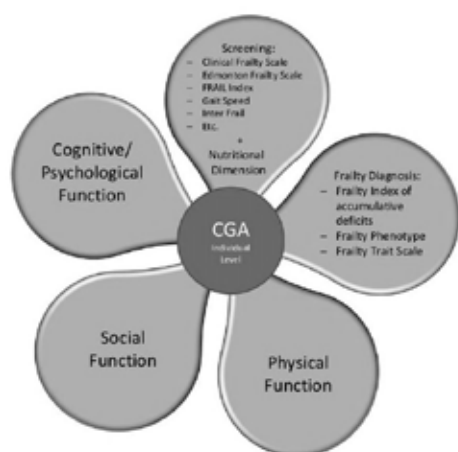 Screening:
– Clinical Frailty Scale
– Edmonton Frailty Scale
– FRAIL Index
– Gait Speed
– Inter Frail
– Etc.
+
Nutritional
Dimension
Cognitive/
Psychological
Function
Frailty Diagnosis:
– Frailty Index of
accumulative
deficits
– Frailty Phenotype
– Frailty Trait Scale
CGA
Individual
Level
Social
Function
Physical
Function